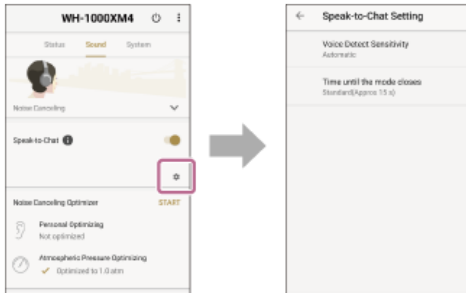 WH-1000XM4
Status Sound System
Noise Canceling
Speak-to-Chat
Noise Canceling Optimizer START
Personal Optimizing
Not optimized
Atmospheric Pressure Optimizing
Optimized to 1.0 atm
Speak-to-Chat Setting
Voice Detect Sensitivity
Automatic
Time until the mode closes
Standard(Approx 15 s)